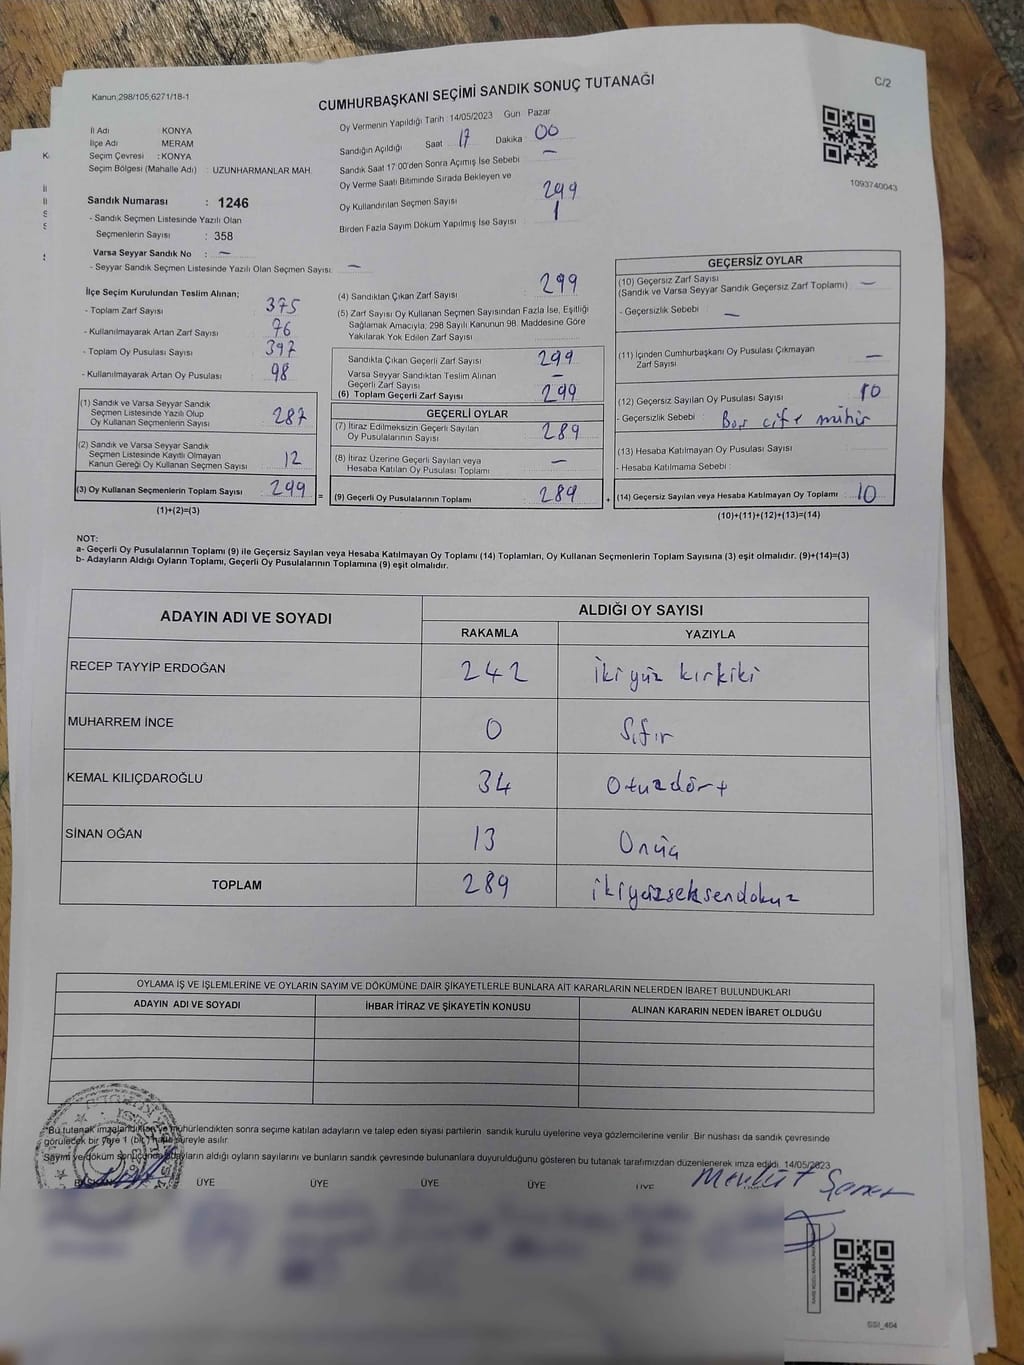 Kanun;298/105;6271/18-1
CUMHURBAŞKANI SEÇİMİ SANDIK SONUÇ TUTANAĞI
C/2
İl Adı KONYA
İlçe Adı MERAM
Seçim Çevresi : KONYA
Seçim Bölgesi (Mahalle Adı) : UZUNHARMANLAR MAH.
Sandık Numarası : 1246
- Sandık Seçmen Listesinde Yazılı Olan
Seçmenlerin Sayısı : 358
Varsa Seyyar Sandık No : —
- Seyyar Sandık Seçmen Listesinde Yazılı Olan Seçmen Sayısı: —
Oy Vermenin Yapıldığı Tarih 14/05/2023 Gün Pazar
Sandığın Açıldığı Saat 17 Dakika 00
Sandık Saat 17:00'den Sonra Açımış İse Sebebi —
Oy Verme Saati Bitiminde Sırada Bekleyen ve
Oy Kullandırılan Seçmen Sayısı 299
Birden Fazla Sayım Döküm Yapılmış İse Sayısı 1
1093740043
İlçe Seçim Kurulundan Teslim Alınan;
- Toplam Zarf Sayısı 375
- Kullanılmayarak Artan Zarf Sayısı 76
- Toplam Oy Pusulası Sayısı 397
- Kullanılmayarak Artan Oy Pusulası 98
(1) Sandık ve Varsa Seyyar Sandık
Seçmen Listesinde Yazılı Olup
Oy Kullanan Seçmenlerin Sayısı 287
(2) Sandık ve Varsa Seyyar Sandık
Seçmen Listesinde Kayıtlı Olmayan
Kanun Gereği Oy Kullanan Seçmen Sayısı 12
(3) Oy Kullanan Seçmenlerin Toplam Sayısı 299 =
(1)+(2)=(3)
(4) Sandıktan Çıkan Zarf Sayısı 299
(5) Zarf Sayısı Oy Kullanan Seçmen Sayısından Fazla İse, Eşitliği
Sağlamak Amacıyla, 298 Sayılı Kanunun 98. Maddesine Göre
Yakılarak Yok Edilen Zarf Sayısı
Sandıkta Çıkan Geçerli Zarf Sayısı 299
Varsa Seyyar Sandıktan Teslim Alınan
Geçerli Zarf Sayısı —
(6) Toplam Geçerli Zarf Sayısı 299
GEÇERLİ OYLAR
(7) İtiraz Edilmeksizin Geçerli Sayılan
Oy Pusulalarının Sayısı 289
(8) İtiraz Üzerine Geçerli Sayılan veya
Hesaba Katılan Oy Pusulası Toplamı —
(9) Geçerli Oy Pusulalarının Toplamı 289 +
GEÇERSİZ OYLAR
(10) Geçersiz Zarf Sayısı
(Sandık ve Varsa Seyyar Sandık Geçersiz Zarf Toplamı) —
- Geçersizlik Sebebi : —
(11) İçinden Cumhurbaşkanı Oy Pusulası Çıkmayan
Zarf Sayısı —
(12) Geçersiz Sayılan Oy Pusulası Sayısı 10
- Geçersizlik Sebebi : Boş çift mühür
(13) Hesaba Katılmayan Oy Pusulası Sayısı
- Hesaba Katılmama Sebebi :
(14) Geçersiz Sayılan veya Hesaba Katılmayan Oy Toplamı : 10
(10)+(11)+(12)+(13)=(14)
NOT:
a- Geçerli Oy Pusulalarının Toplamı (9) ile Geçersiz Sayılan veya Hesaba Katılmayan Oy Toplamı (14) Toplamları, Oy Kullanan Seçmenlerin Toplam Sayısına (3) eşit olmalıdır. (9)+(14)=(3)
b- Adayların Aldığı Oyların Toplamı, Geçerli Oy Pusulalarının Toplamına (9) eşit olmalıdır.
ADAYIN ADI VE SOYADI ALDIĞI OY SAYISI
RAKAMLA YAZIYLA
RECEP TAYYİP ERDOĞAN 242 İkiyüz kırkiki
MUHARREM İNCE 0 Sıfır
KEMAL KILIÇDAROĞLU 34 Otuzdört
SİNAN OĞAN 13 Onüç
TOPLAM 289 ikiyüzseksendokuz
OYLAMA İŞ VE İŞLEMLERİNE VE OYLARIN SAYIM VE DÖKÜMÜNE DAİR ŞİKAYETLERLE BUNLARA AİT KARARLARIN NELERDEN İBARET BULUNDUKLARI
ADAYIN ADI VE SOYADI İHBAR İTİRAZ VE ŞİKAYETİN KONUSU ALINAN KARARIN NEDEN İBARET OLDUĞU
"Bu tutanak imzalandıktan ve mühürlendikten sonra seçime katılan adayların ve talep eden siyasi partilerin sandık kurulu üyelerine veya gözlemcilerine verilir. Bir nüshası da sandık çevresinde
görülecek bir yere 1 (bir) hafta süreyle asılır.
Sayım ve döküm sonucunda adayların aldığı oyların sayılarını ve bunların sandık çevresinde bulunanlara duyurulduğunu gösteren bu tutanak tarafımızdan düzenlenerek imza edildi. 14/05/2023
BAŞKAN ÜYE ÜYE ÜYE ÜYE ÜYE
SSI_404